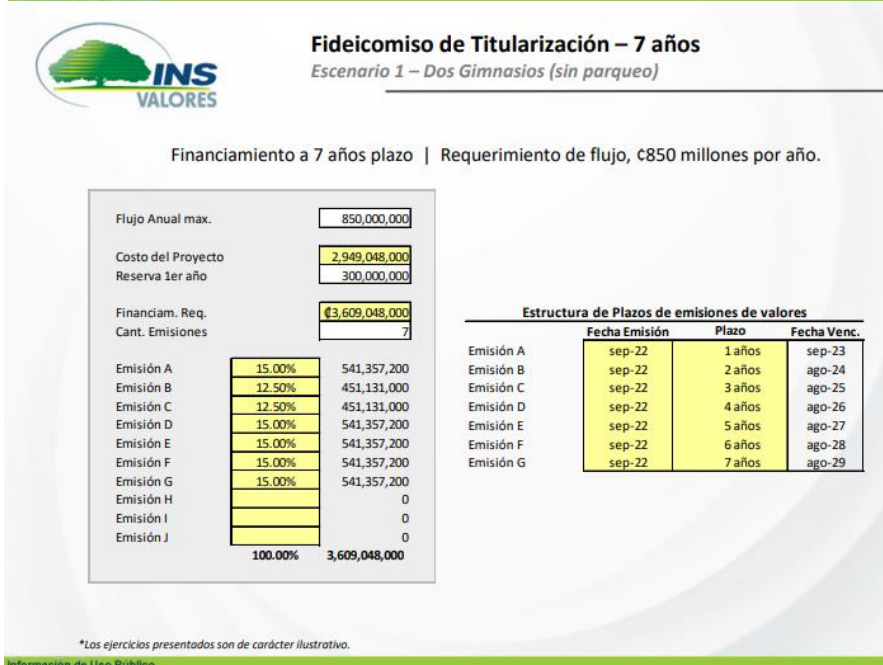 INS
VALORES
Fideicomiso de Titularización – 7 años
Escenario 1 – Dos Gimnasios (sin parqueo)
Financiamiento a 7 años plazo | Requerimiento de flujo, ¢850 millones por año.
Flujo Anual max. 850,000,000
Costo del Proyecto 2,949,048,000
Reserva 1er año 300,000,000
Financiam. Req. ₡3,609,048,000
Cant. Emisiones 7
Emisión A 15.00% 541,357,200
Emisión B 12.50% 451,131,000
Emisión C 12.50% 451,131,000
Emisión D 15.00% 541,357,200
Emisión E 15.00% 541,357,200
Emisión F 15.00% 541,357,200
Emisión G 15.00% 541,357,200
Emisión H 0
Emisión I 0
Emisión J 0
100.00% 3,609,048,000
Estructura de Plazos de emisiones de valores
Fecha Emisión Plazo Fecha Venc.
Emisión A sep-22 1 años sep-23
Emisión B sep-22 2 años ago-24
Emisión C sep-22 3 años ago-25
Emisión D sep-22 4 años ago-26
Emisión E sep-22 5 años ago-27
Emisión F sep-22 6 años ago-28
Emisión G sep-22 7 años ago-29
*Los ejercicios presentados son de carácter ilustrativo.
Información de Uso Público